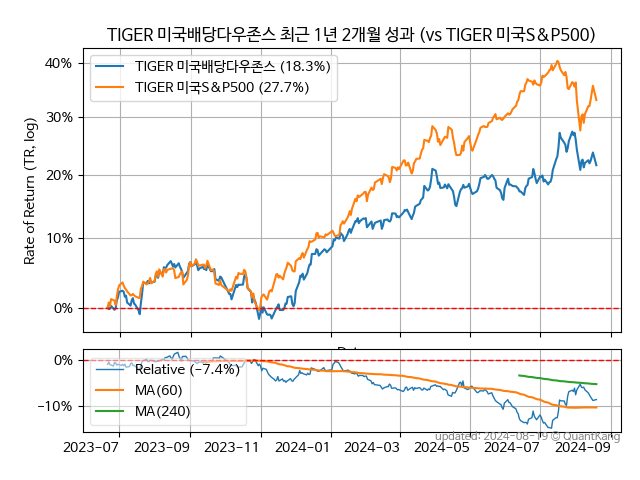 TIGER 미국배당다우존스 최근 1년 2개월 성과 (vs TIGER 미국S&P500)
Rate of Return (TR, log)
40%
30%
20%
10%
0%
TIGER 미국배당다우존스 (18.3%)
TIGER 미국S&P500 (27.7%)
0%
−10%
Relative (−7.4%)
MA(60)
MA(240)
updated: 2024-08-19 © QuantKang
2023−07
2023−09
2023−11
2024−01
2024−03
2024−05
2024−07
2024−09